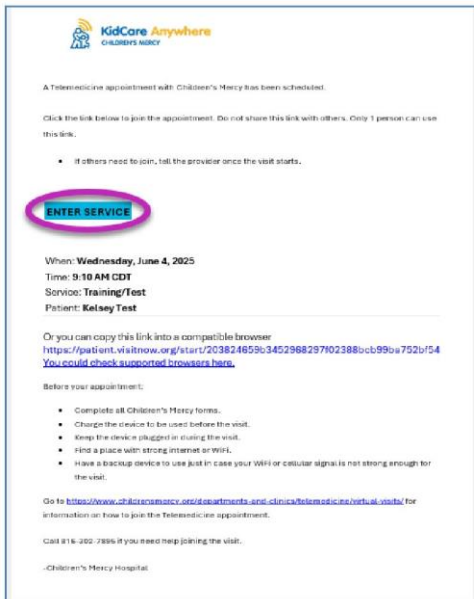 KidCare Anywhere
CHILDREN'S MERCY
A Telemedicine appointment with Children's Mercy has been scheduled.
Click the link below to join the appointment. Do not share this link with others. Only 1 person can use
this link.
• If others need to join, tell the provider once the visit starts.
ENTER SERVICE
When: Wednesday, June 4, 2025
Time: 9:10 AM CDT
Service: Training/Test
Patient: Kelsey Test
Or you can copy this link into a compatible browser
https://patient.visitnow.org/start/203824659b3452968297f02388bcb99ba752bf54
You could check supported browsers here.
Before your appointment:
• Complete all Children's Mercy forms.
• Charge the device to be used before the visit.
• Keep the device plugged in during the visit.
• Find a place with strong internet or WiFi.
• Have a backup device to use just in case your WiFi or cellular signal is not strong enough for
the visit.
Go to https://www.childrensmercy.org/departments-and-clinics/telemedicine/virtual-visits/ for
information on how to join the Telemedicine appointment.
Call 816-302-7895 if you need help joining the visit.
-Children's Mercy Hospital